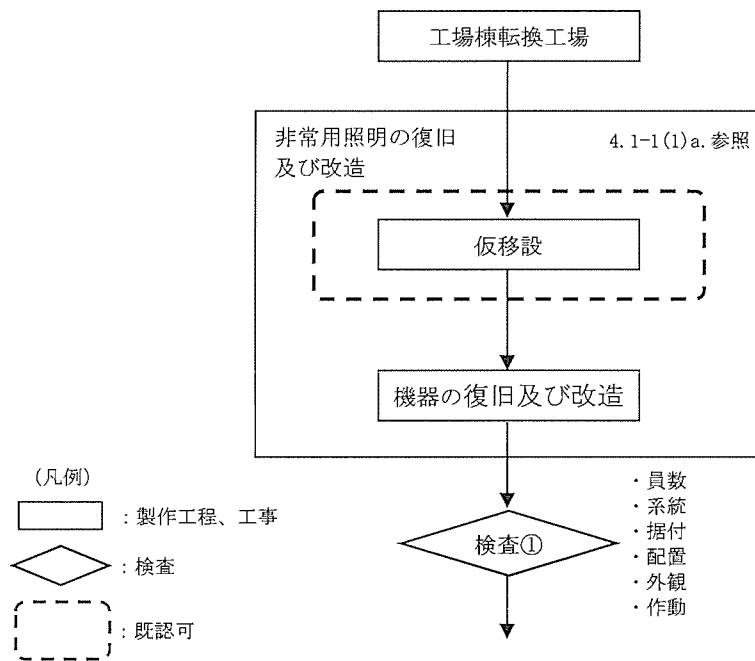 工場棟転換工場
非常用照明の復旧
及び改造
4.1-1(1)a.参照
仮移設
機器の復旧及び改造
検査①
・員数
・系統
・据付
・配置
・外観
・作動
(凡例)
：製作工程、工事
：検査
：既認可